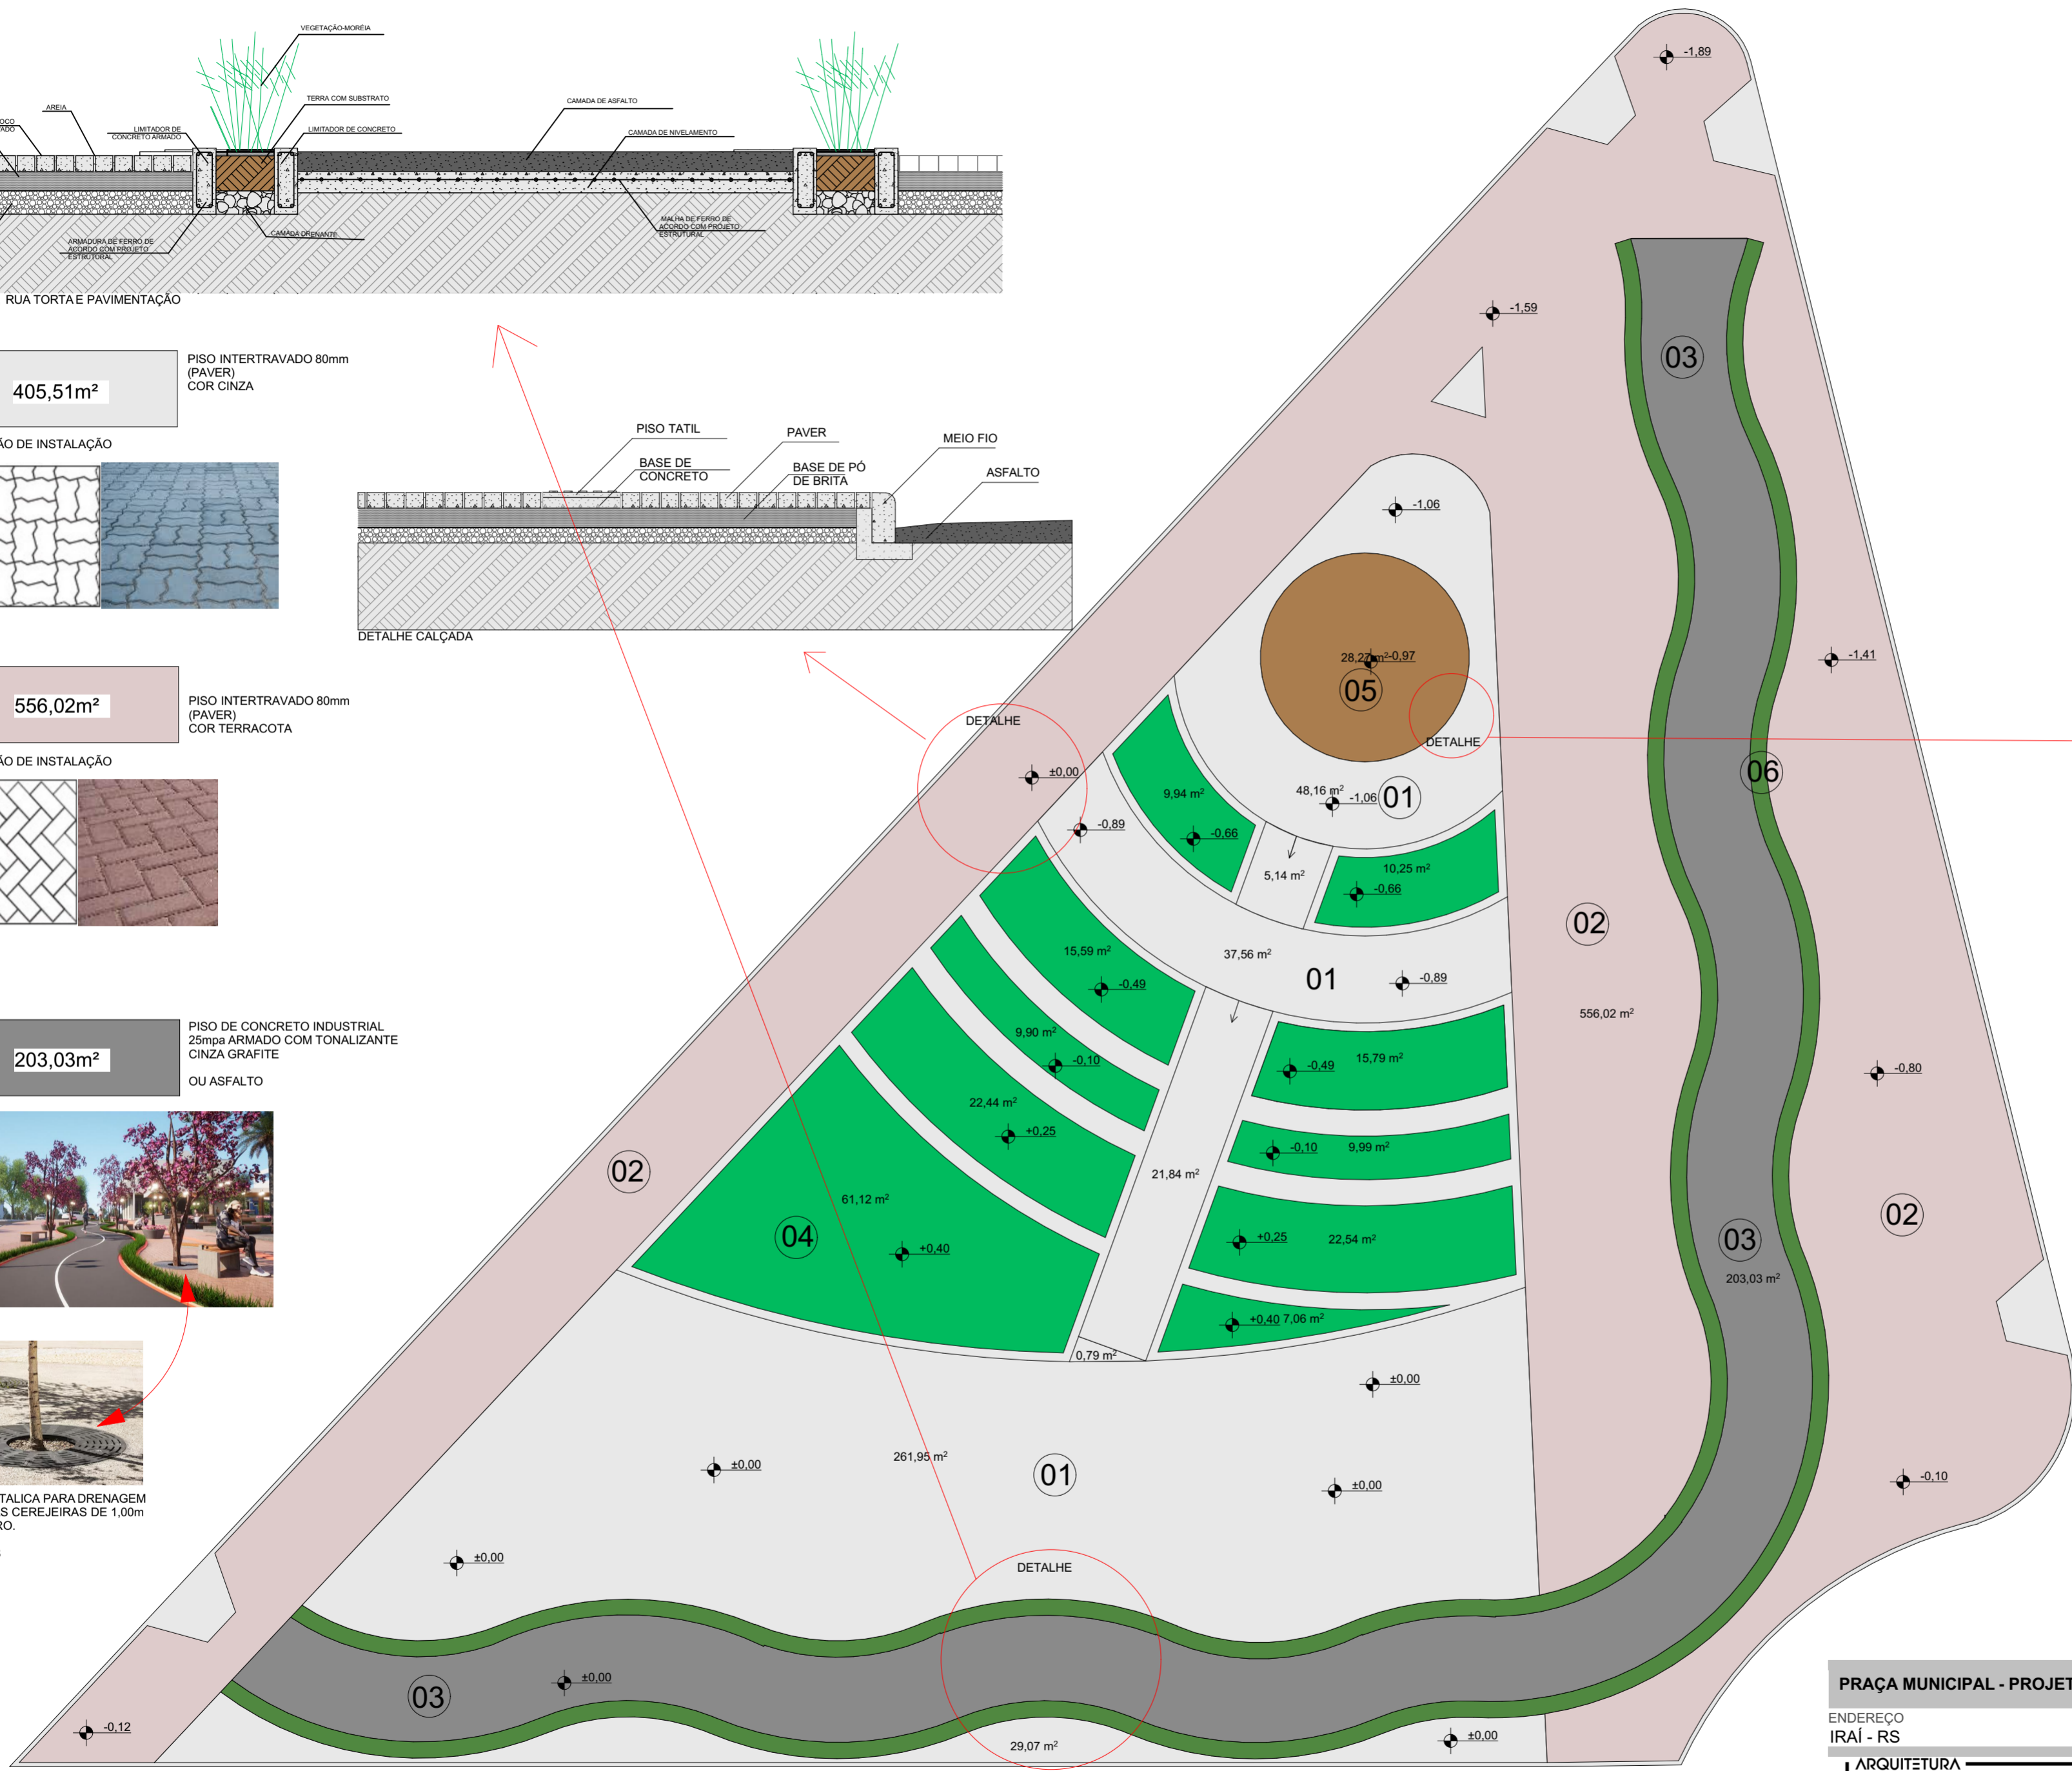 VEGETAÇÃO-MORÉIA
AREIA
TERRA COM SUBSTRATO
CAMADA DE ASFALTO
LIMITADOR DE
CONCRETO ARMADO
LIMITADOR DE CONCRETO
CAMADA DE NIVELAMENTO
ARMADURA DE FERRO DE
ACORDO COM PROJETO
ESTRUTURAL
CAMADA DRENANTE
MALHA DE FERRO DE
ACORDO COM PROJETO
ESTRUTURAL
RUA TORTA E PAVIMENTAÇÃO
405,51m²
PISO INTERTRAVADO 80mm
(PAVER)
COR CINZA
ÃO DE INSTALAÇÃO
PISO TATIL
PAVER
MEIO FIO
BASE DE
CONCRETO
BASE DE PÓ
DE BRITA
ASFALTO
DETALHE CALÇADA
556,02m²
PISO INTERTRAVADO 80mm
(PAVER)
COR TERRACOTA
ÃO DE INSTALAÇÃO
203,03m²
PISO DE CONCRETO INDUSTRIAL
25mpa ARMADO COM TONALIZANTE
CINZA GRAFITE
OU ASFALTO
TALICA PARA DRENAGEM
S CEREJEIRAS DE 1,00m
RO.
-1,89
-1,59
03
-1,06
28,27 m² -0,97
05
-1,41
DETALHE
DETALHE
06
±0,00
9,94 m²
48,16 m² -1,06 01
-0,89
-0,66
5,14 m²
10,25 m²
-0,66
02
15,59 m²
37,56 m²
01
-0,89
-0,49
556,02 m²
9,90 m²
-0,10
-0,49
15,79 m²
-0,80
22,44 m²
+0,25
-0,10
9,99 m²
02
21,84 m²
61,12 m²
02
04
+0,40
+0,25
22,54 m²
03
203,03 m²
+0,40 7,06 m²
0,79 m²
±0,00
261,95 m²
±0,00
01
±0,00
-0,10
±0,00
DETALHE
±0,00
03
-0,12
29,07 m²
±0,00
PRAÇA MUNICIPAL - PROJET
ENDEREÇO
IRAÍ - RS
ARQUITETURA